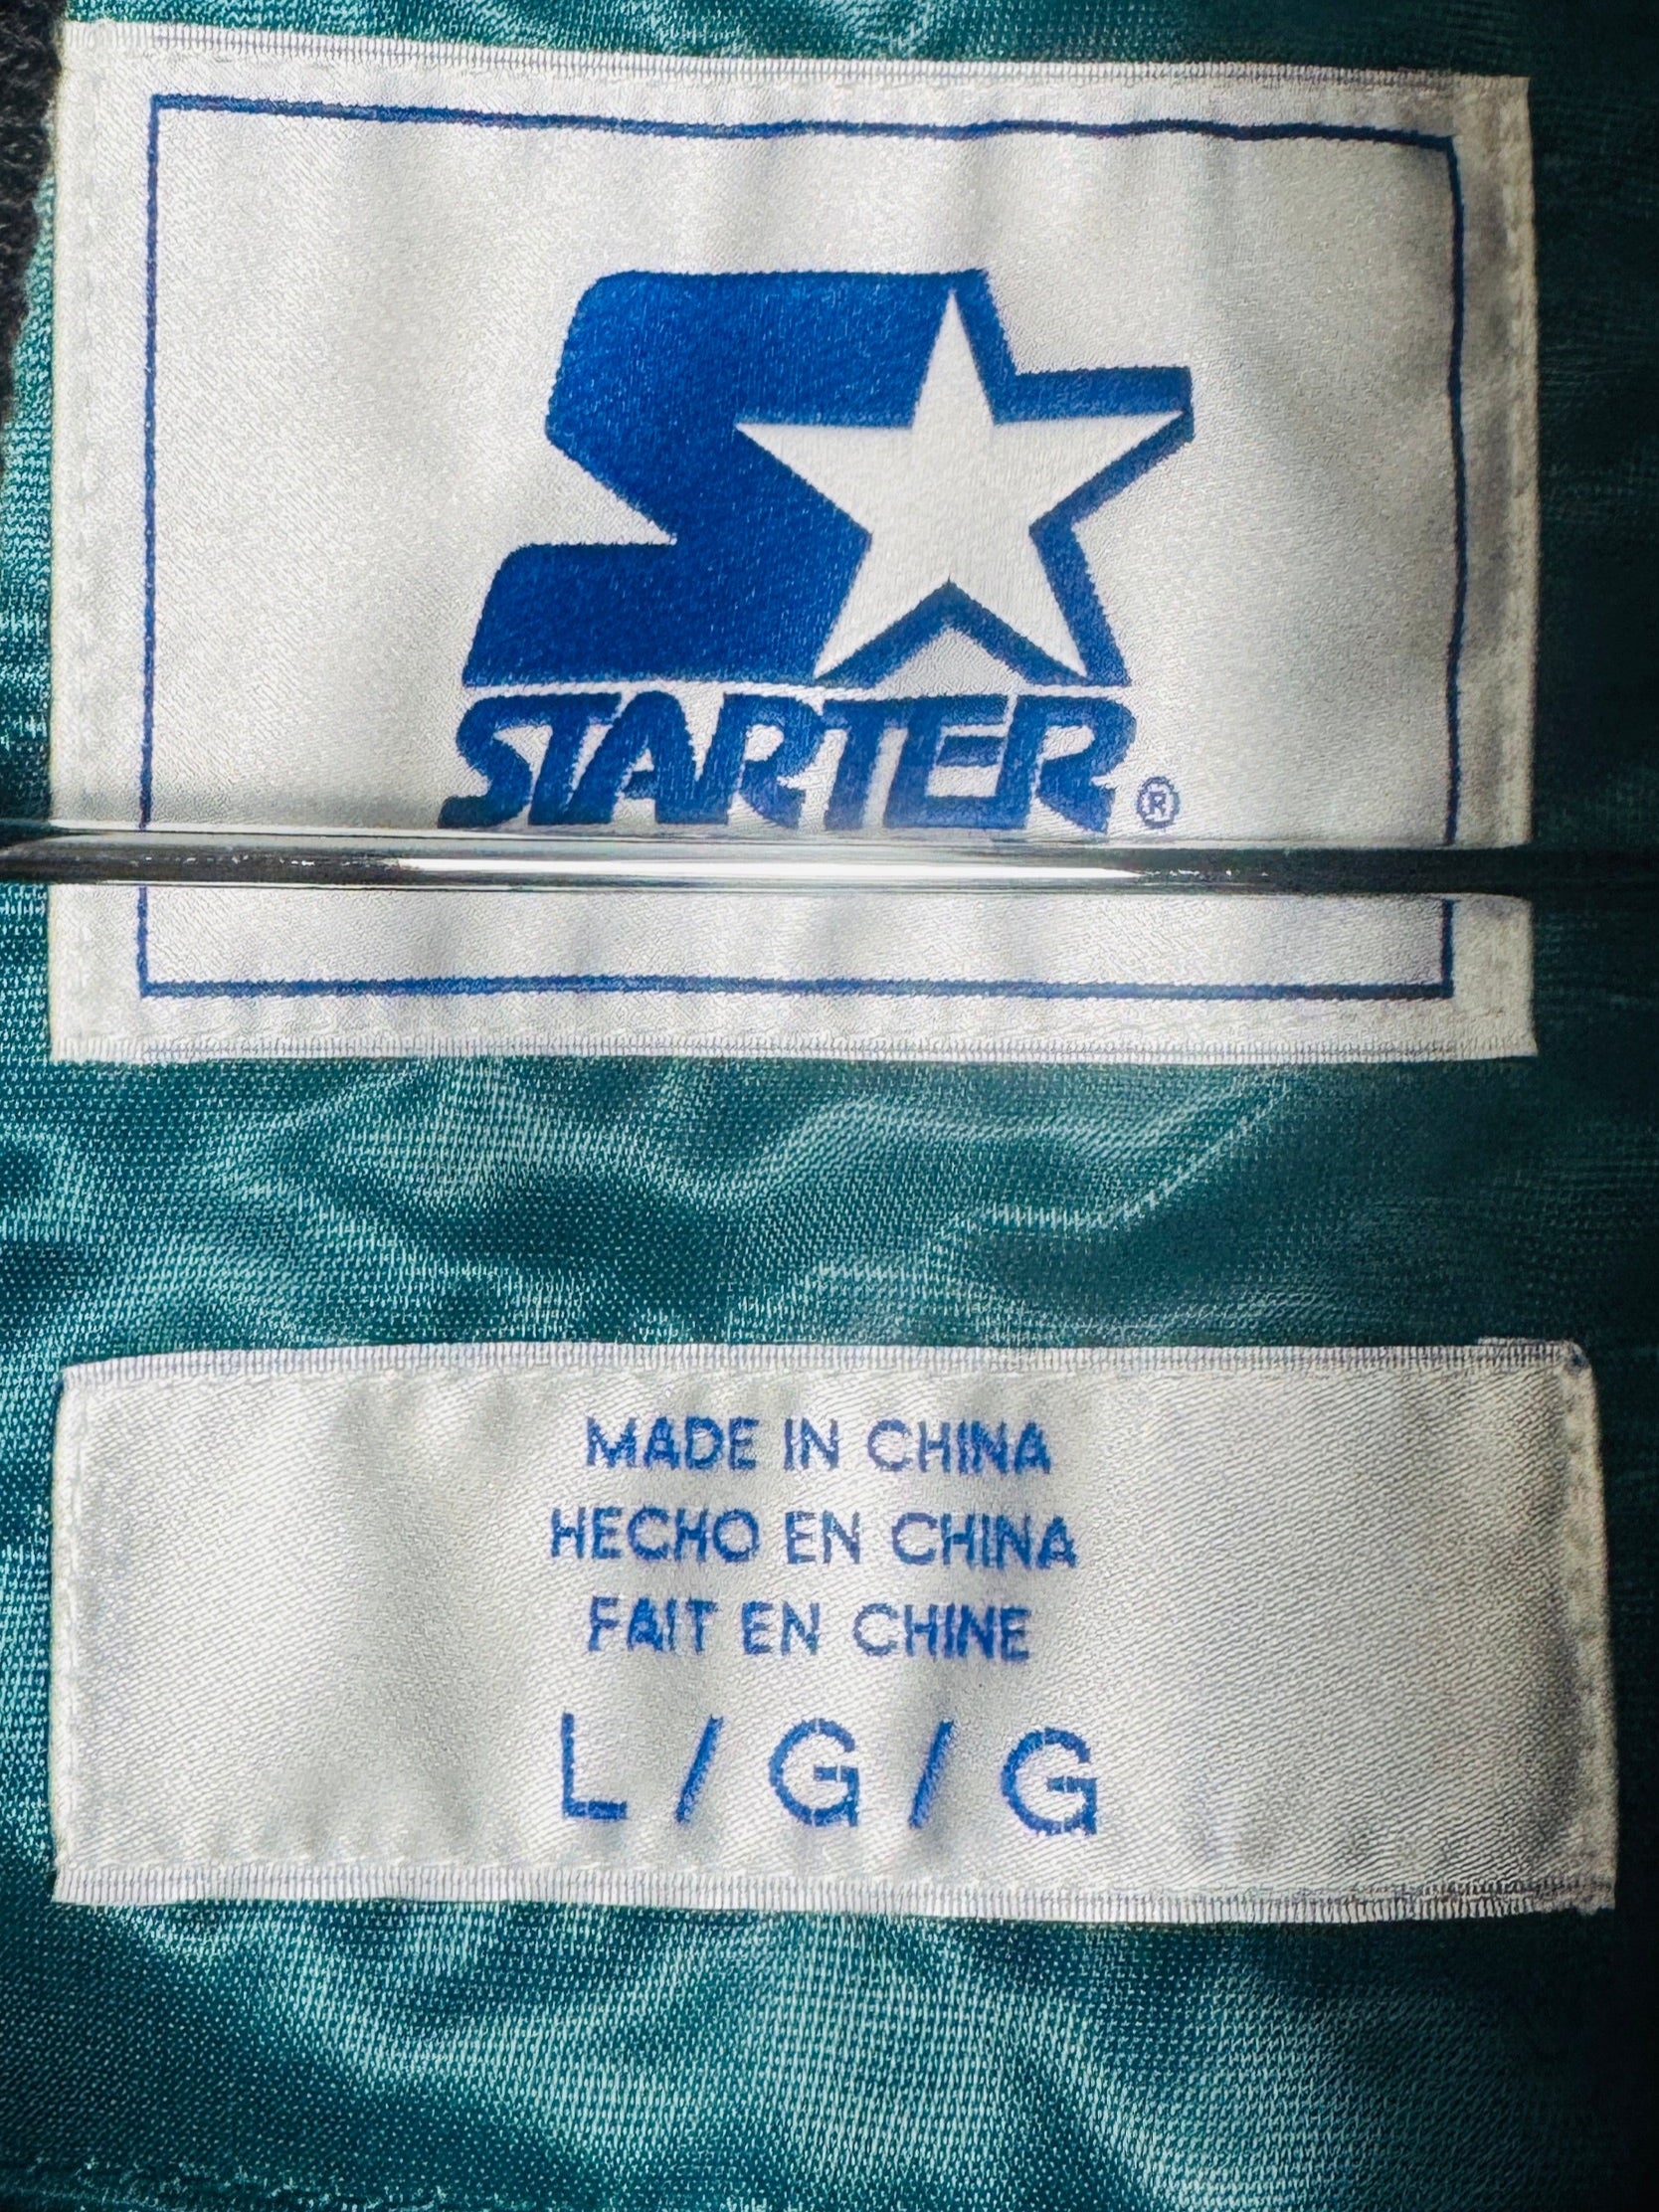 STARTER®
MADE IN CHINA
HECHO EN CHINA
FAIT EN CHINE
L / G / G